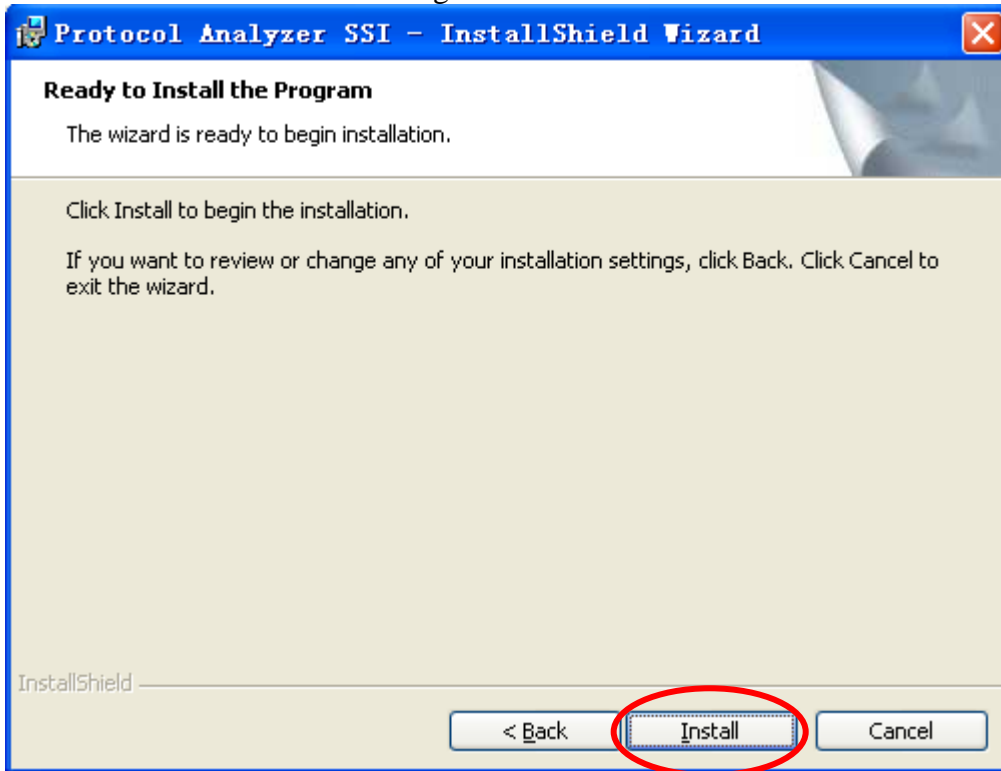 Protocol Analyzer SSI - InstallShield Wizard
Ready to Install the Program
The wizard is ready to begin installation.
Click Install to begin the installation.
If you want to review or change any of your installation settings, click Back. Click Cancel to
exit the wizard.
InstallShield
< Back Install Cancel